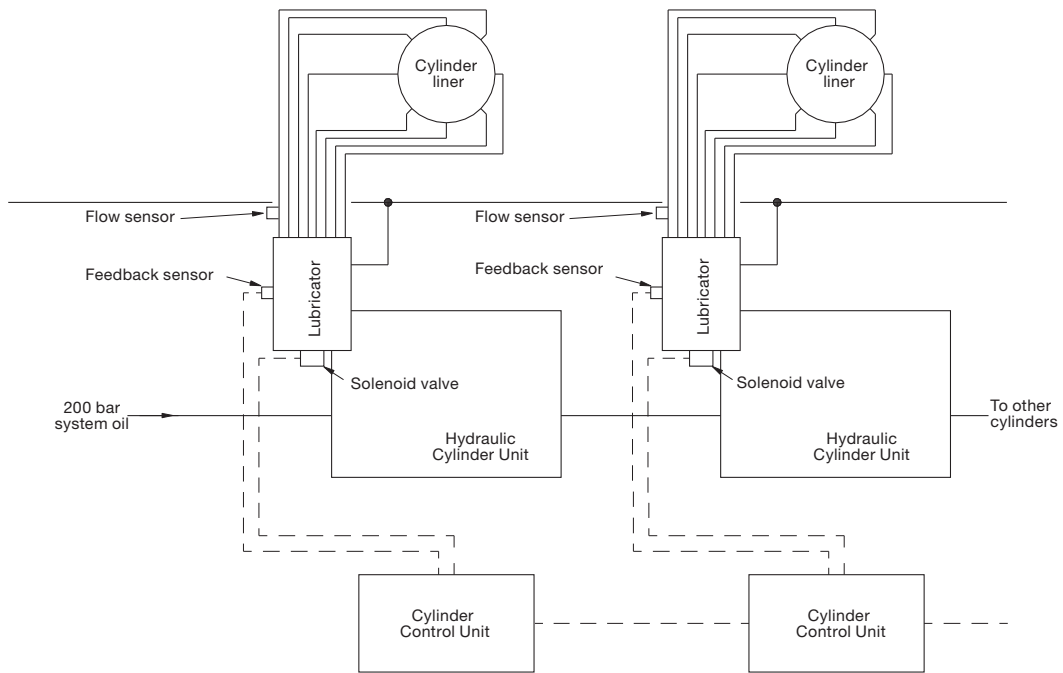 Cylinder
liner
Cylinder
liner
Flow sensor
Flow sensor
Feedback sensor
Feedback sensor
Lubricator
Lubricator
Solenoid valve
Solenoid valve
200 bar
system oil
To other
cylinders
Hydraulic
Cylinder Unit
Hydraulic
Cylinder Unit
Cylinder
Control Unit
Cylinder
Control Unit